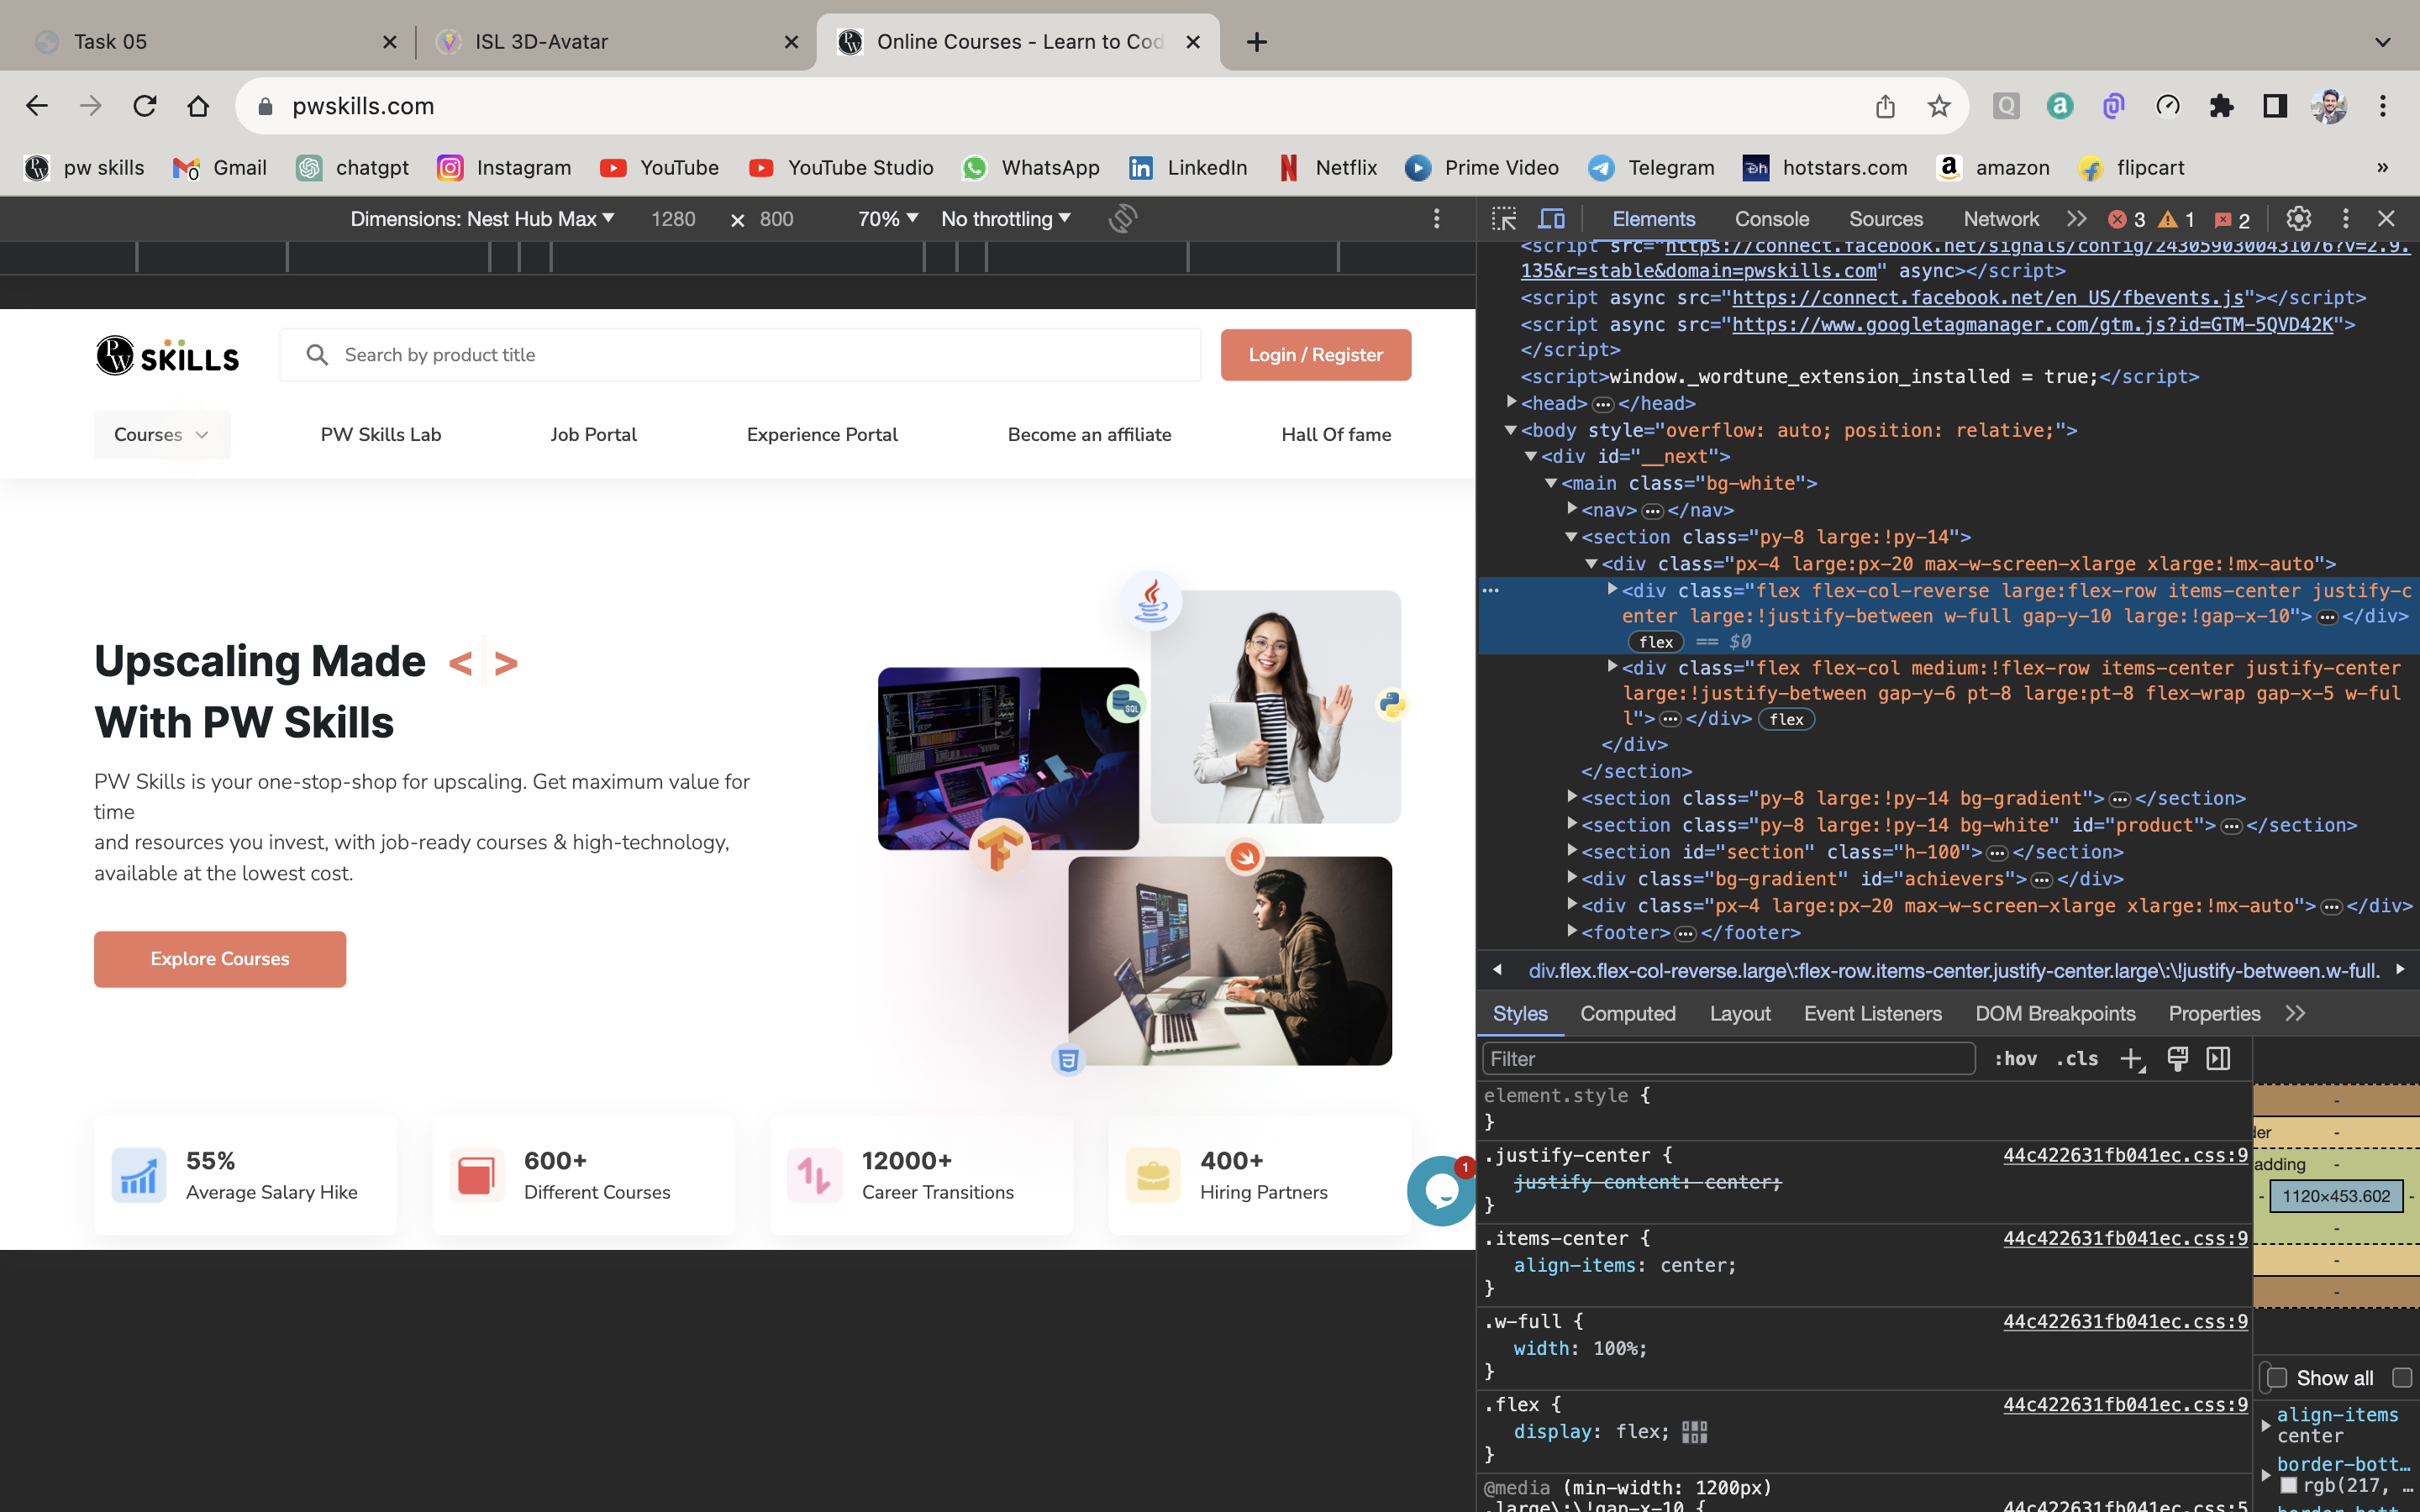 Task 05
ISL 3D-Avatar
Online Courses - Learn to Cod
pwskills.com
pw skills
Gmail
chatgpt
Instagram
YouTube
YouTube Studio
WhatsApp
LinkedIn
Netflix
Prime Video
Telegram
hotstars.com
amazon
flipcart
Dimensions: Nest Hub Max 1280 × 800 70% No throttling
Elements Console Sources Network 3 1 2
SKILLS
Search by product title
Login / Register
Courses
PW Skills Lab
Job Portal
Experience Portal
Become an affiliate
Hall Of fame
Upscaling Made < >
With PW Skills
PW Skills is your one-stop-shop for upscaling. Get maximum value for
time
and resources you invest, with job-ready courses & high-technology,
available at the lowest cost.
Explore Courses
SQL
55%
Average Salary Hike
600+
Different Courses
12000+
Career Transitions
400+
Hiring Partners
1
<script src="https://connect.facebook.net/signals/config/2430590300431076?v=2.9.
135&r=stable&domain=pwskills.com" async></script>
<script async src="https://connect.facebook.net/en_US/fbevents.js"></script>
<script async src="https://www.googletagmanager.com/gtm.js?id=GTM-5QVD42K">
</script>
<script>window._wordtune_extension_installed = true;</script>
<head>…</head>
<body style="overflow: auto; position: relative;">
<div id="__next">
<main class="bg-white">
<nav>…</nav>
<section class="py-8 large:!py-14">
<div class="px-4 large:px-20 max-w-screen-xlarge xlarge:!mx-auto">
<div class="flex flex-col-reverse large:flex-row items-center justify-c
enter large:!justify-between w-full gap-y-10 large:!gap-x-10">…</div>
flex == $0
<div class="flex flex-col medium:!flex-row items-center justify-center
large:!justify-between gap-y-6 pt-8 large:pt-8 flex-wrap gap-x-5 w-ful
l">…</div> flex
</div>
</section>
<section class="py-8 large:!py-14 bg-gradient">…</section>
<section class="py-8 large:!py-14 bg-white" id="product">…</section>
<section id="section" class="h-100">…</section>
<div class="bg-gradient" id="achievers">…</div>
<div class="px-4 large:px-20 max-w-screen-xlarge xlarge:!mx-auto">…</div>
<footer>…</footer>
div.flex.flex-col-reverse.large\:flex-row.items-center.justify-center.large\:\!justify-between.w-full.
Styles Computed Layout Event Listeners DOM Breakpoints Properties
Filter :hov .cls
element.style {
}
.justify-center { 44c422631fb041ec.css:9
justify-content: center;
}
.items-center { 44c422631fb041ec.css:9
align-items: center;
}
.w-full { 44c422631fb041ec.css:9
width: 100%;
}
.flex { 44c422631fb041ec.css:9
display: flex;
}
@media (min-width: 1200px)
.large\:\!gap-x-10 { 44c422631fb041ec.css:5
-
der -
adding -
- 1120×453.602 -
-
-
-
Show all
align-items
center
border-bott…
rgb(217, …